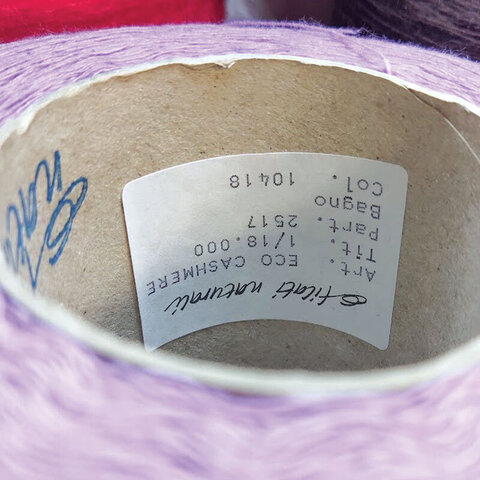 filati naturali
Art. ECO CASHMERE
Tit. 1/18.000
Part. 2517
Bagno
Col. 10418